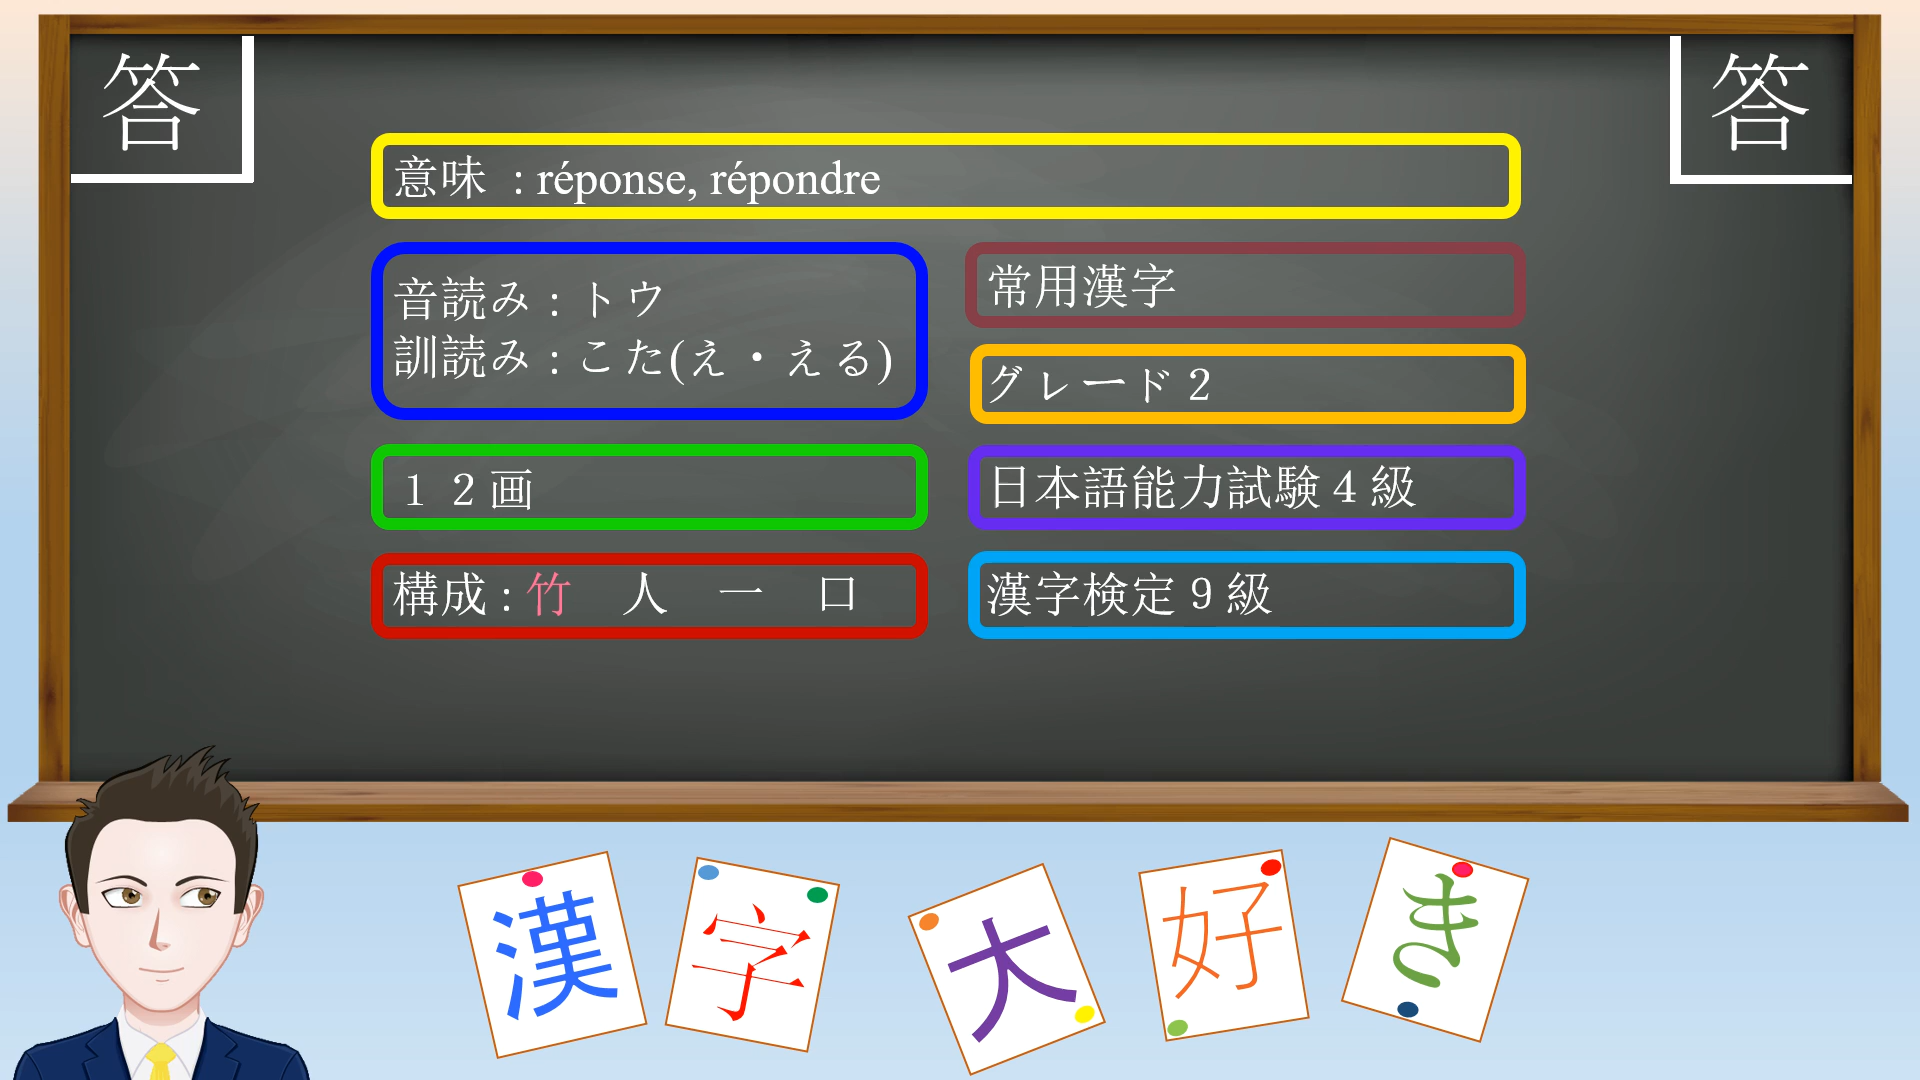 答
答
意味 : réponse, répondre
音読み : トウ
訓読み : こた(え・える)
常用漢字
グレード２
１２画
日本語能力試験４級
構成 : 竹　人　一　口
漢字検定９級
漢字大好き